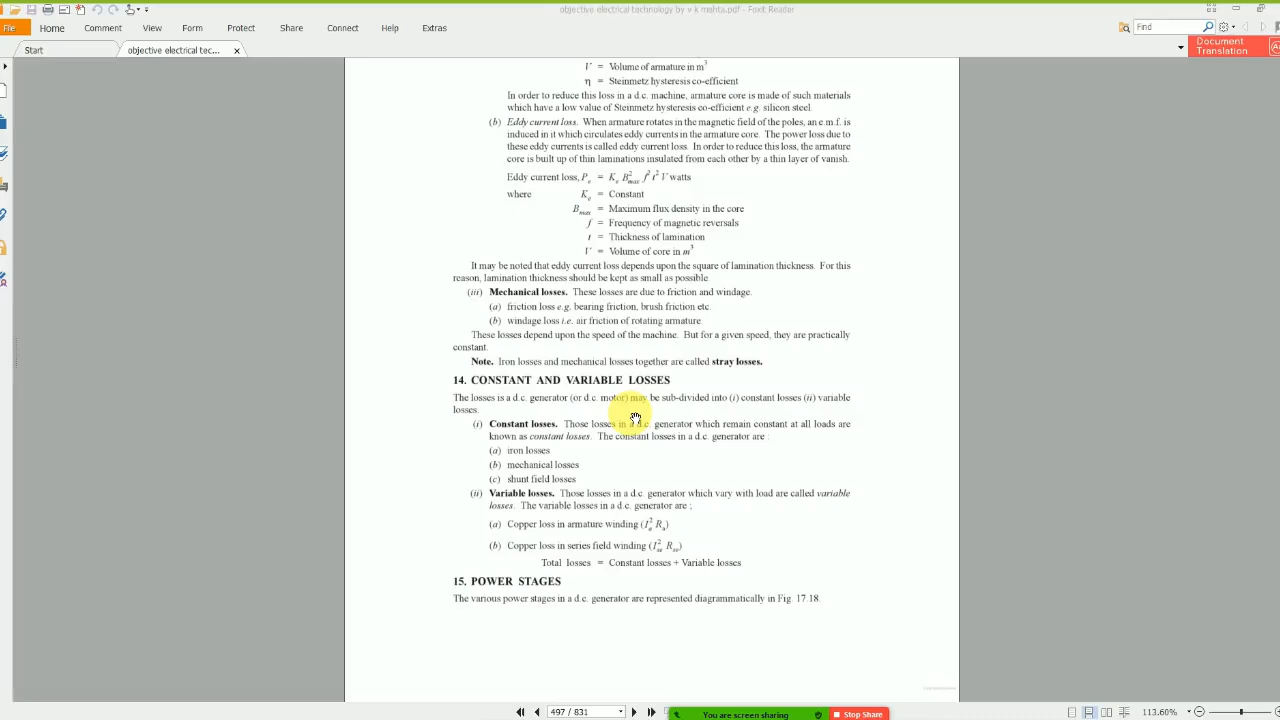 objective electrical technology by v k mehta.pdf - Foxit Reader
File Home Comment View Form Protect Share Connect Help Extras Find
Start objective electrical tec... Document Translation
V = Volume of armature in m³
η = Steinmetz hysteresis co-efficient
In order to reduce this loss in a d.c. machine, armature core is made of such materials
which have a low value of Steinmetz hysteresis co-efficient e.g. silicon steel.
(b) Eddy current loss. When armature rotates in the magnetic field of the poles, an e.m.f. is
induced in it which circulates eddy currents in the armature core. The power loss due to
these eddy currents is called eddy current loss. In order to reduce this loss, the armature
core is built up of thin laminations insulated from each other by a thin layer of vanish.
Eddy current loss, Pe = Ke B²max f² t² V watts
where Ke = Constant
Bmax = Maximum flux density in the core
f = Frequency of magnetic reversals
t = Thickness of lamination
V = Volume of core in m³
It may be noted that eddy current loss depends upon the square of lamination thickness. For this
reason, lamination thickness should be kept as small as possible.
(iii) Mechanical losses. These losses are due to friction and windage.
(a) friction loss e.g. bearing friction, brush friction etc.
(b) windage loss i.e. air friction of rotating armature.
These losses depend upon the speed of the machine. But for a given speed, they are practically
constant.
Note. Iron losses and mechanical losses together are called stray losses.
14. CONSTANT AND VARIABLE LOSSES
The losses is a d.c. generator (or d.c. motor) may be sub-divided into (i) constant losses (ii) variable
losses.
(i) Constant losses. Those losses in a d.c. generator which remain constant at all loads are
known as constant losses. The constant losses in a d.c. generator are :
(a) iron losses
(b) mechanical losses
(c) shunt field losses
(ii) Variable losses. Those losses in a d.c. generator which vary with load are called variable
losses. The variable losses in a d.c. generator are ;
(a) Copper loss in armature winding (I²a Ra)
(b) Copper loss in series field winding (I²se Rse)
Total losses = Constant losses + Variable losses
15. POWER STAGES
The various power stages in a d.c. generator are represented diagrammatically in Fig. 17.18.
497 / 831 You are screen sharing Stop Share 113.60%